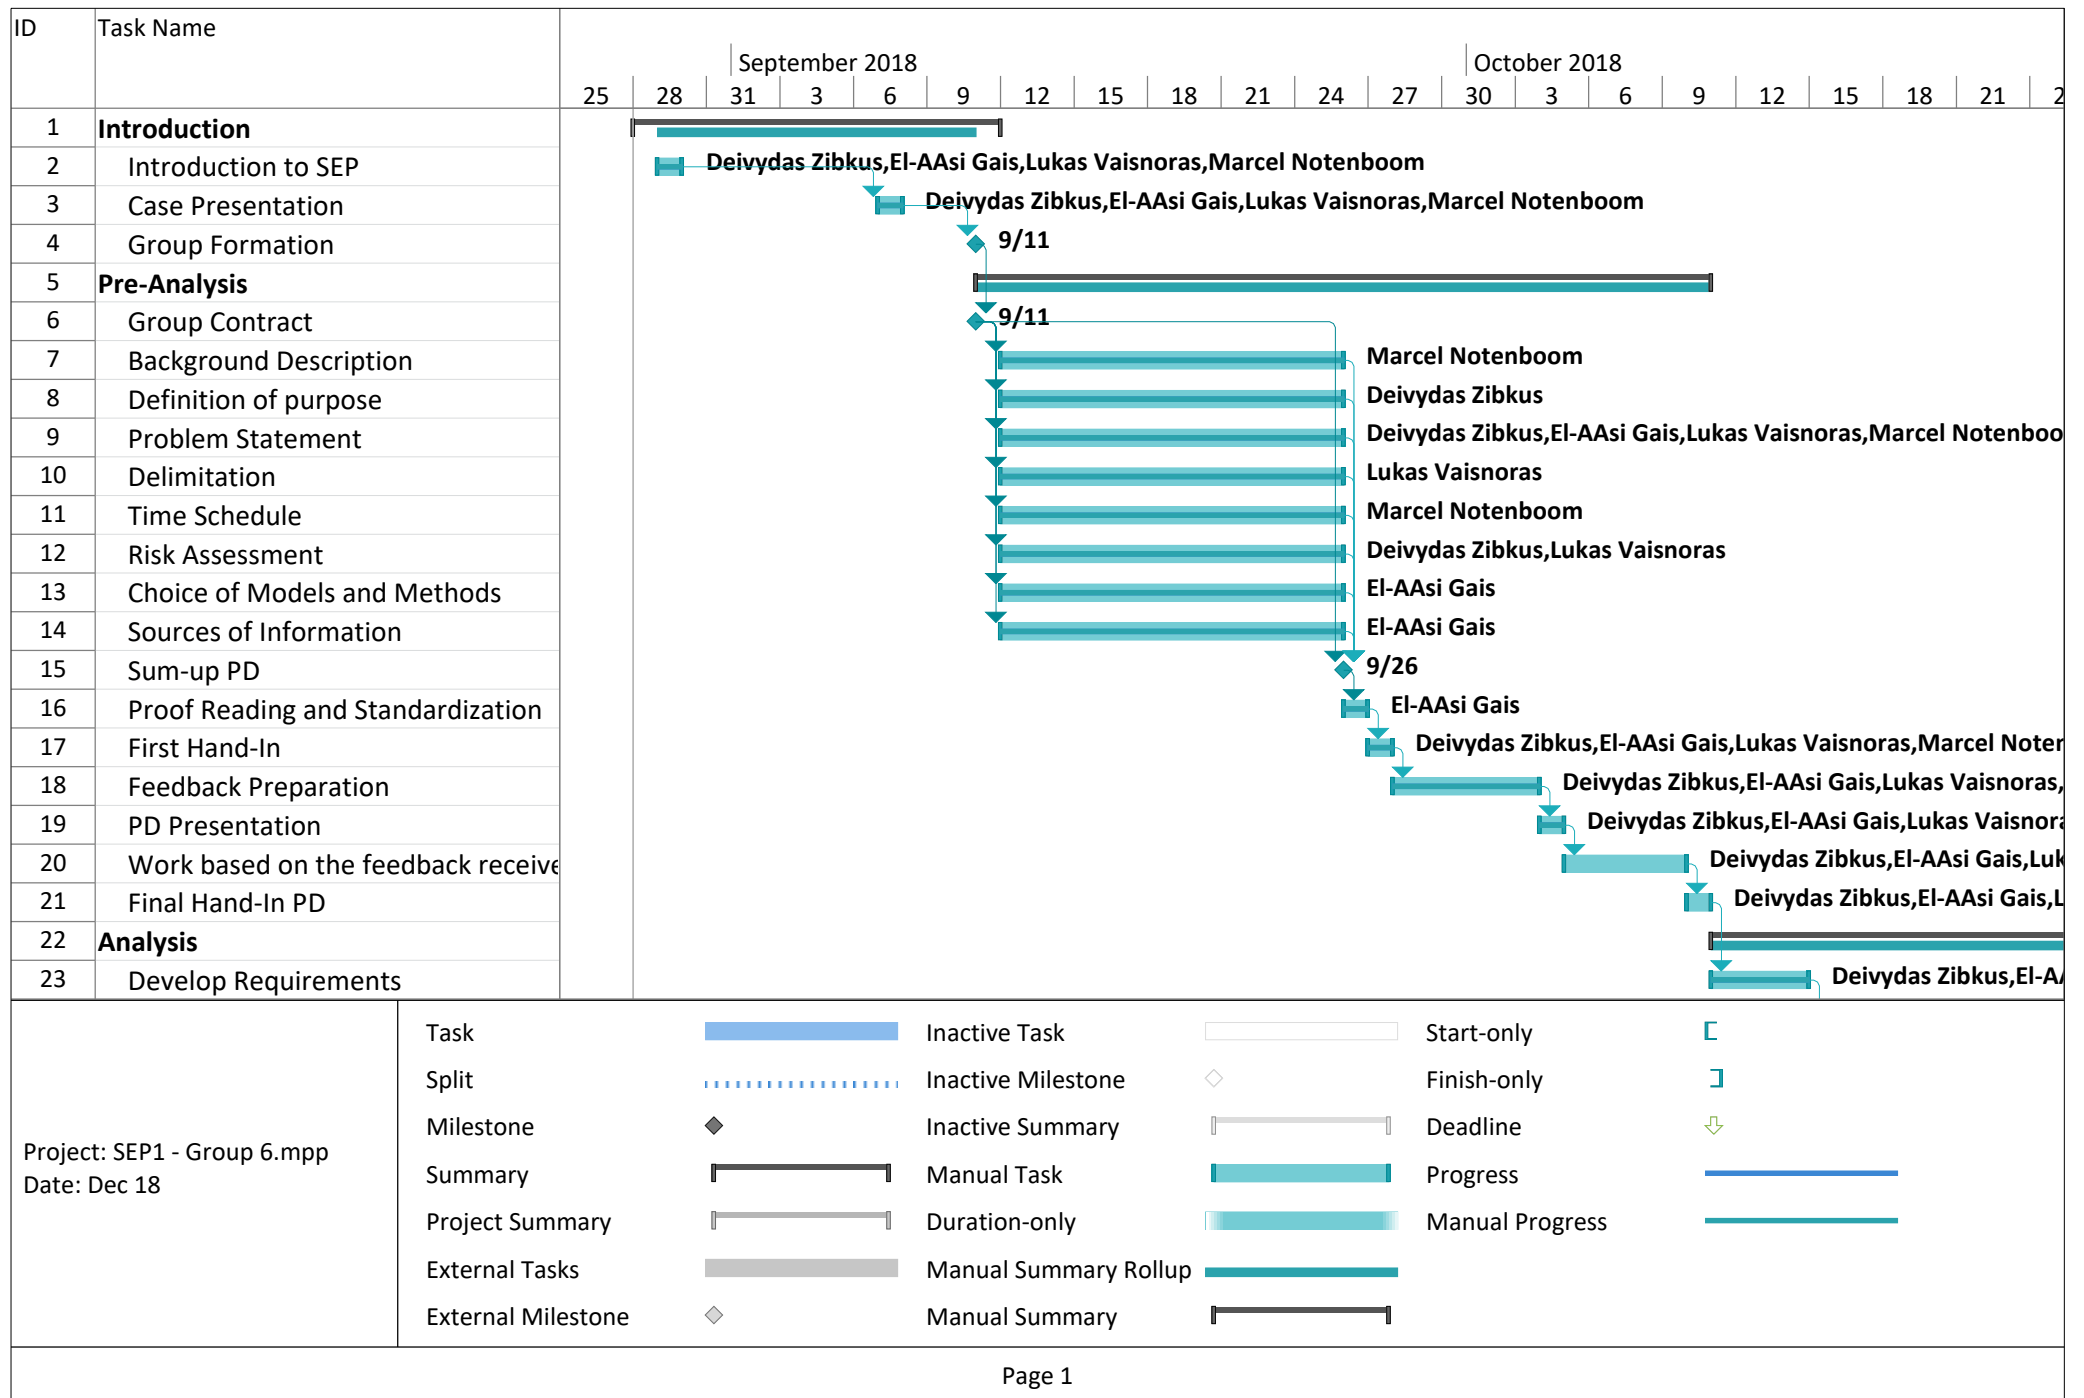 ID Task Name
September 2018 October 2018
25 28 31 3 6 9 12 15 18 21 24 27 30 3 6 9 12 15 18 21 2
1 Introduction
2 Introduction to SEP Deivydas Zibkus,El-AAsi Gais,Lukas Vaisnoras,Marcel Notenboom
3 Case Presentation Deivydas Zibkus,El-AAsi Gais,Lukas Vaisnoras,Marcel Notenboom
4 Group Formation 9/11
5 Pre-Analysis
6 Group Contract 9/11
7 Background Description Marcel Notenboom
8 Definition of purpose Deivydas Zibkus
9 Problem Statement Deivydas Zibkus,El-AAsi Gais,Lukas Vaisnoras,Marcel Notenboo
10 Delimitation Lukas Vaisnoras
11 Time Schedule Marcel Notenboom
12 Risk Assessment Deivydas Zibkus,Lukas Vaisnoras
13 Choice of Models and Methods El-AAsi Gais
14 Sources of Information El-AAsi Gais
15 Sum-up PD 9/26
16 Proof Reading and Standardization El-AAsi Gais
17 First Hand-In Deivydas Zibkus,El-AAsi Gais,Lukas Vaisnoras,Marcel Noter
18 Feedback Preparation Deivydas Zibkus,El-AAsi Gais,Lukas Vaisnoras,
19 PD Presentation Deivydas Zibkus,El-AAsi Gais,Lukas Vaisnora
20 Work based on the feedback receive Deivydas Zibkus,El-AAsi Gais,Luk
21 Final Hand-In PD Deivydas Zibkus,El-AAsi Gais,L
22 Analysis
23 Develop Requirements Deivydas Zibkus,El-AA
Project: SEP1 - Group 6.mpp
Date: Dec 18
Task Inactive Task Start-only
Split Inactive Milestone Finish-only
Milestone Inactive Summary Deadline
Summary Manual Task Progress
Project Summary Duration-only Manual Progress
External Tasks Manual Summary Rollup
External Milestone Manual Summary
Page 1